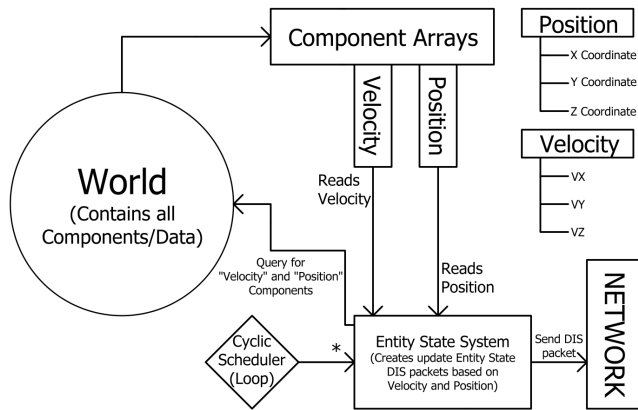 Component Arrays
Velocity
Position
World
(Contains all
Components/Data)
Reads
Velocity
Reads
Position
Query for
"Velocity" and "Position"
Components
Cyclic
Scheduler
(Loop)
*
Entity State System
(Creates update Entity State
DIS packets based on
Velocity and Position)
Send DIS
packet
NETWORK
Position
X Coordinate
Y Coordinate
Z Coordinate
Velocity
VX
VY
VZ